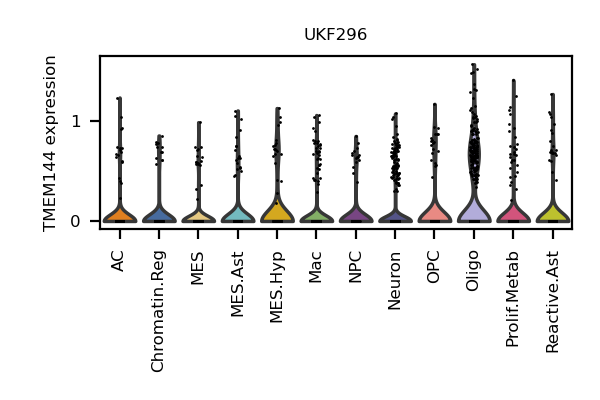 UKF296
TMEM144 expression
1
0
AC
Chromatin.Reg
MES
MES.Ast
MES.Hyp
Mac
NPC
Neuron
OPC
Oligo
Prolif.Metab
Reactive.Ast